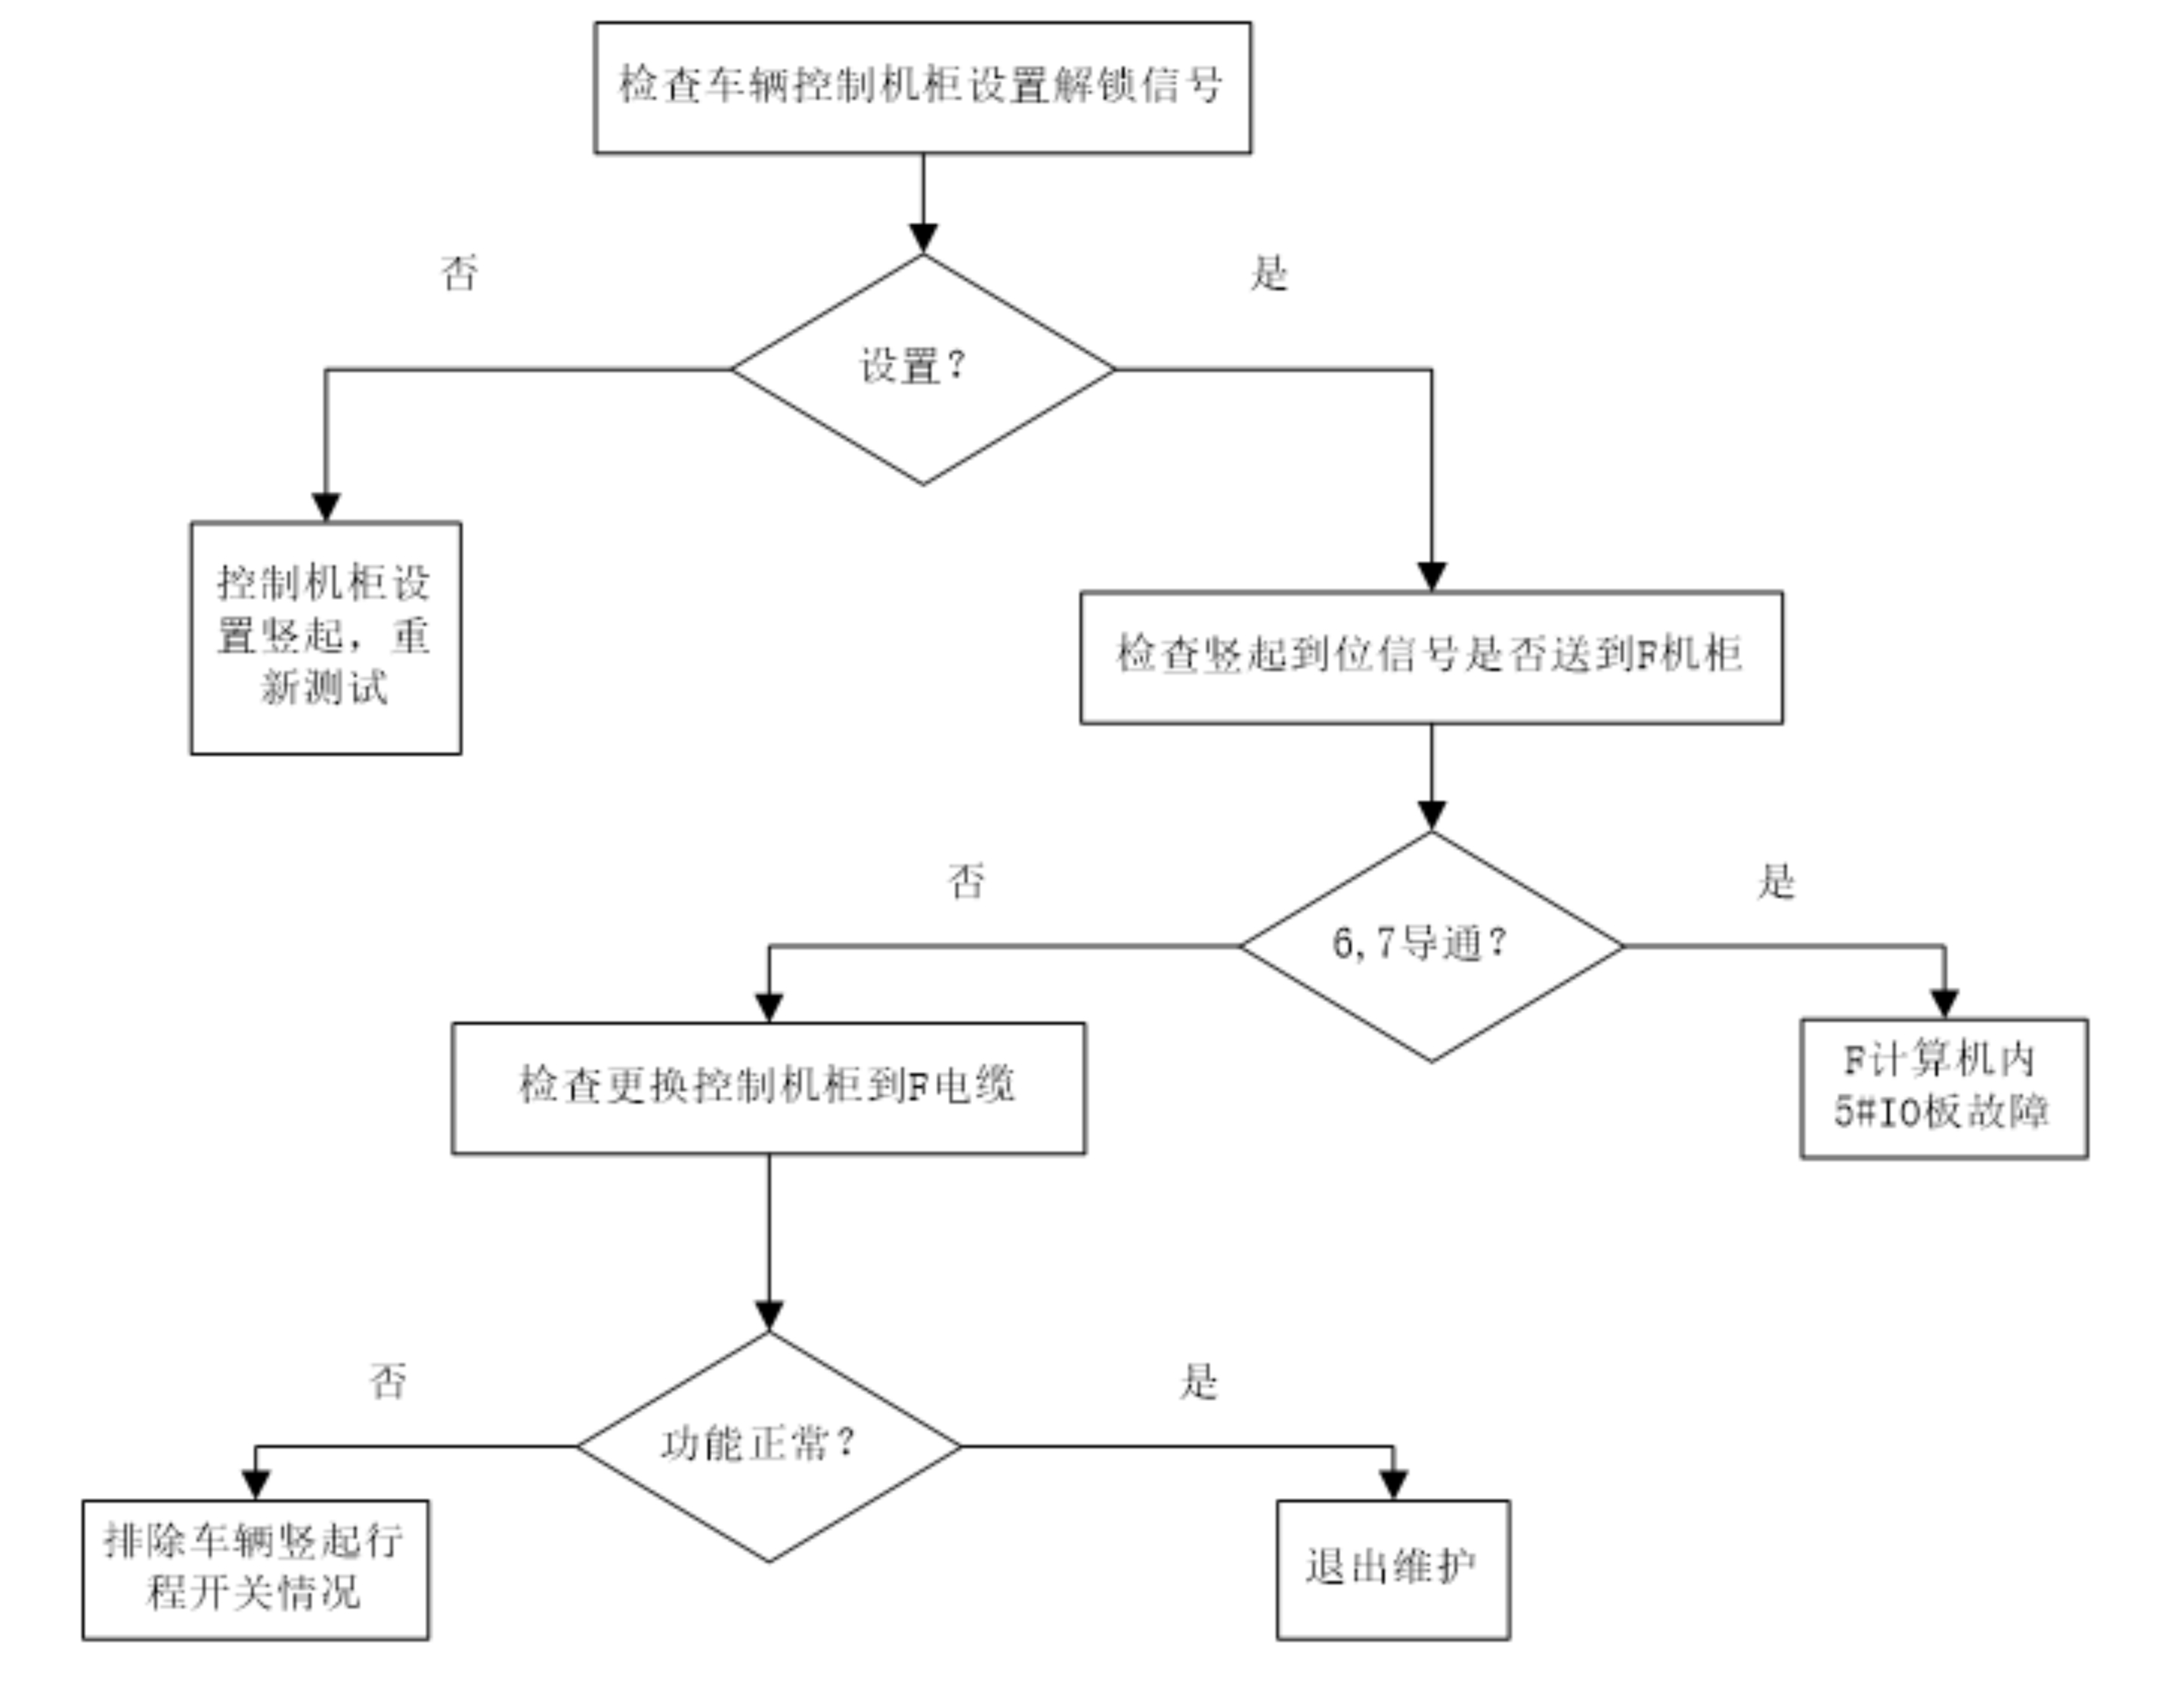 检查车辆控制机柜设置解锁信号
否
是
设置?
控制机柜设
置竖起，重
新测试
检查竖起到位信号是否送到F机柜
否
是
6,7导通?
检查更换控制机柜到F电缆
F计算机内
5#IO板故障
否
是
功能正常?
排除车辆竖起行
程开关情况
退出维护